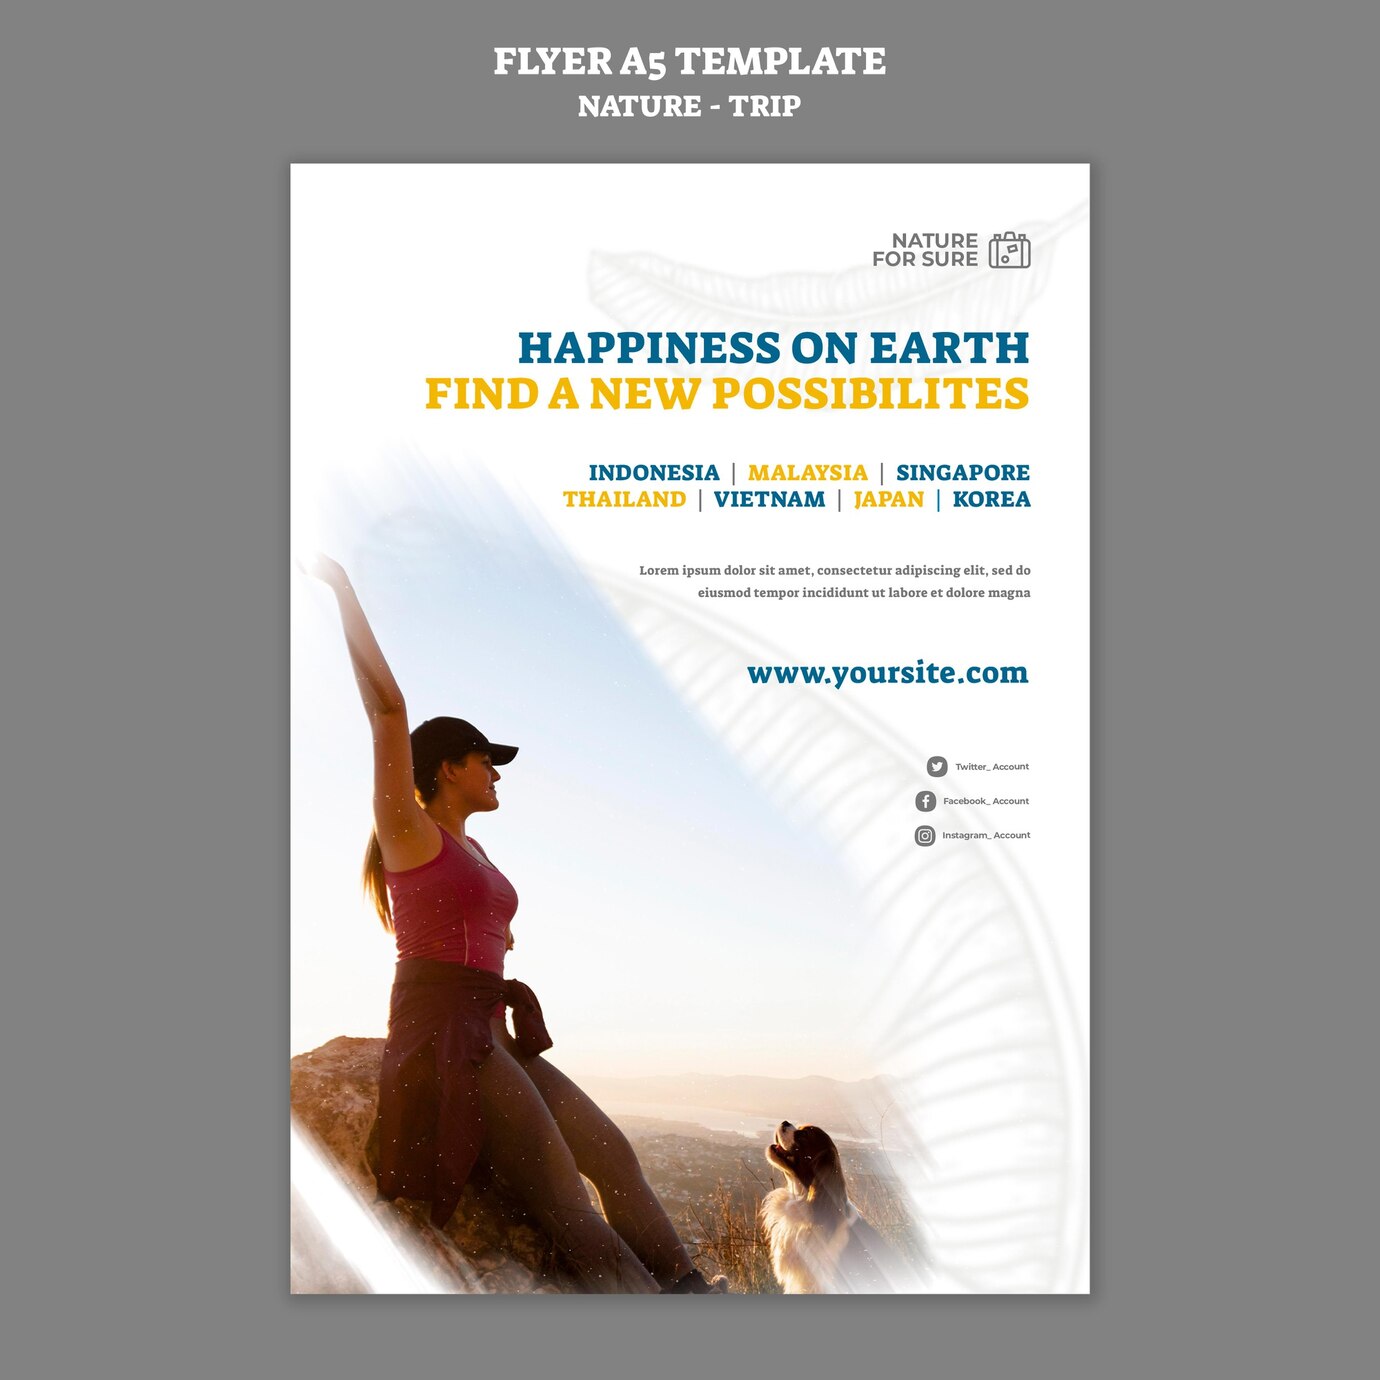 FLYER A5 TEMPLATE
NATURE - TRIP
NATURE
FOR SURE
HAPPINESS ON EARTH
FIND A NEW POSSIBILITES
INDONESIA | MALAYSIA | SINGAPORE
THAILAND | VIETNAM | JAPAN | KOREA
Lorem ipsum dolor sit amet, consectetur adipiscing elit, sed do
eiusmod tempor incididunt ut labore et dolore magna
www.yoursite.com
Twitter_ Account
Facebook_ Account
Instagram_ Account